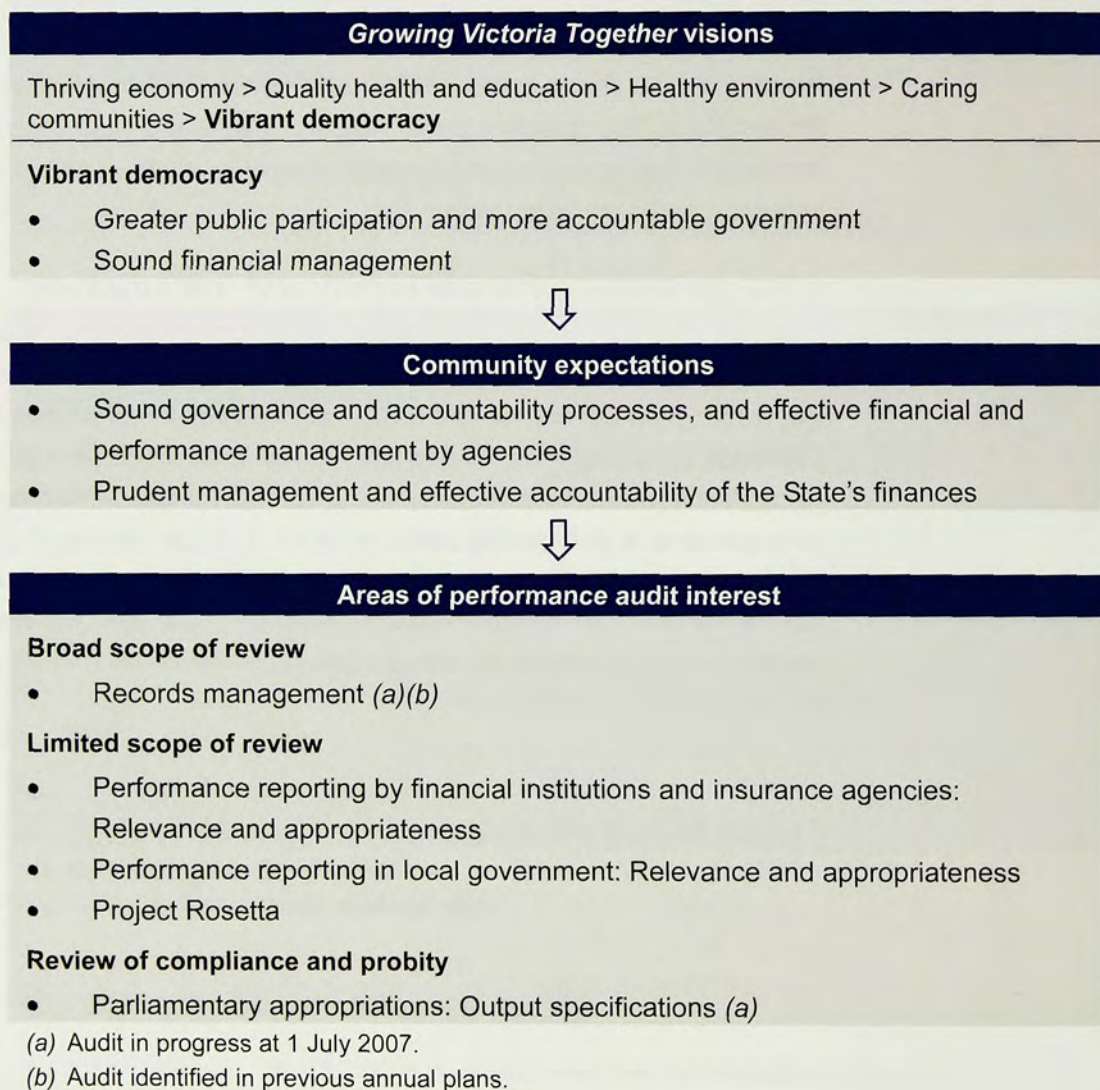 Growing Victoria Together visions
Thriving economy > Quality health and education > Healthy environment > Caring
communities > Vibrant democracy
Vibrant democracy
• Greater public participation and more accountable government
• Sound financial management
Community expectations
• Sound governance and accountability processes, and effective financial and
performance management by agencies
• Prudent management and effective accountability of the State's finances
Areas of performance audit interest
Broad scope of review
• Records management (a)(b)
Limited scope of review
• Performance reporting by financial institutions and insurance agencies:
Relevance and appropriateness
• Performance reporting in local government: Relevance and appropriateness
• Project Rosetta
Review of compliance and probity
• Parliamentary appropriations: Output specifications (a)
(a) Audit in progress at 1 July 2007.
(b) Audit identified in previous annual plans.